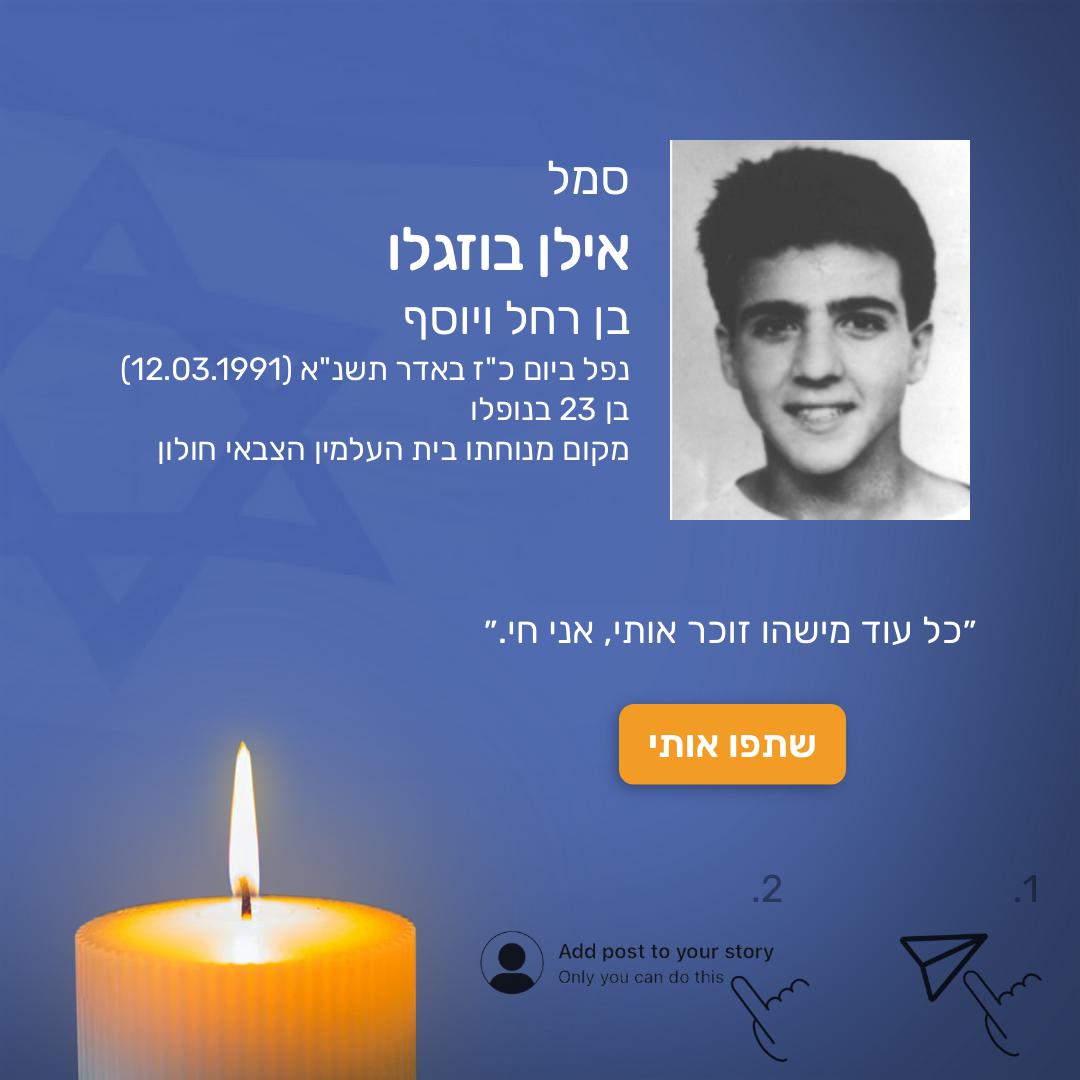 סמל
אילן בוזגלו
בן רחל ויוסף
נפל ביום כ"ז באדר תשנ"א (12.03.1991)
בן 23 בנופלו
מקום מנוחתו בית העלמין הצבאי חולון
״כל עוד מישהו זוכר אותי, אני חי.״
שתפו אותי
.1
.2
Add post to your story
Only you can do this